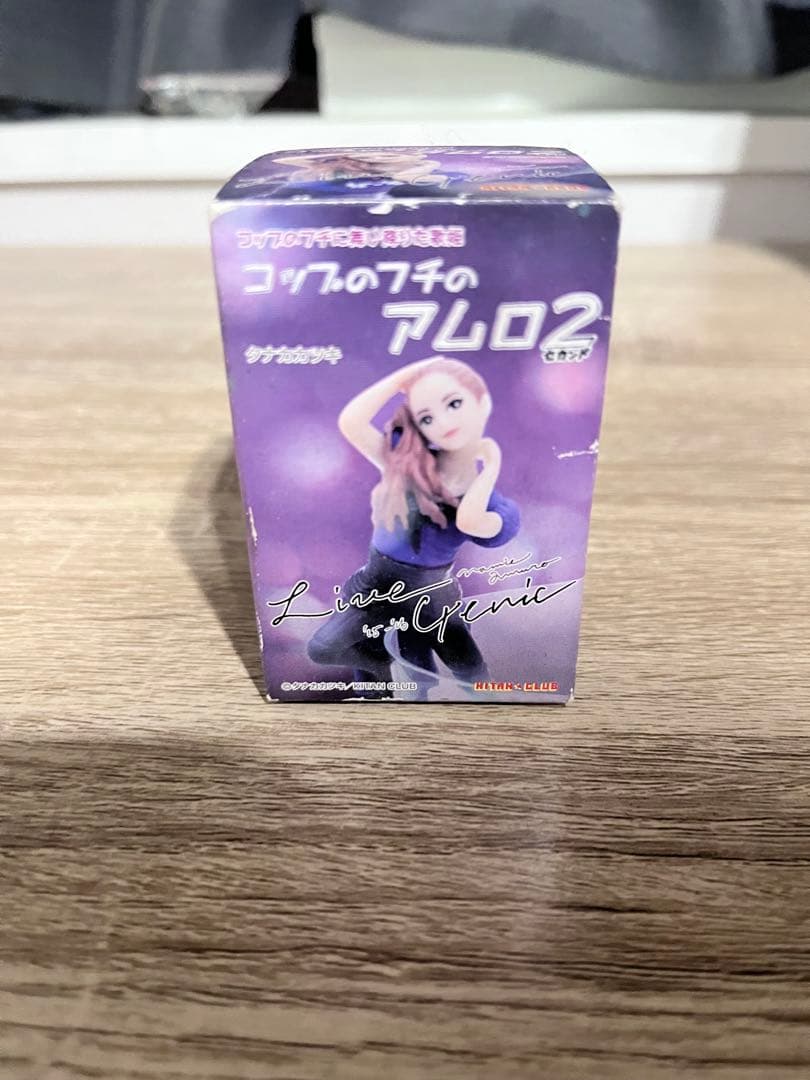 コップのフチに舞い降りた歌姫
コップのフチの
アムロ2
セカンド
タナカカツキ
namie amuro
Live Genic
'15-'16
©タナカカツキ/KITAN CLUB
KITAN CLUB